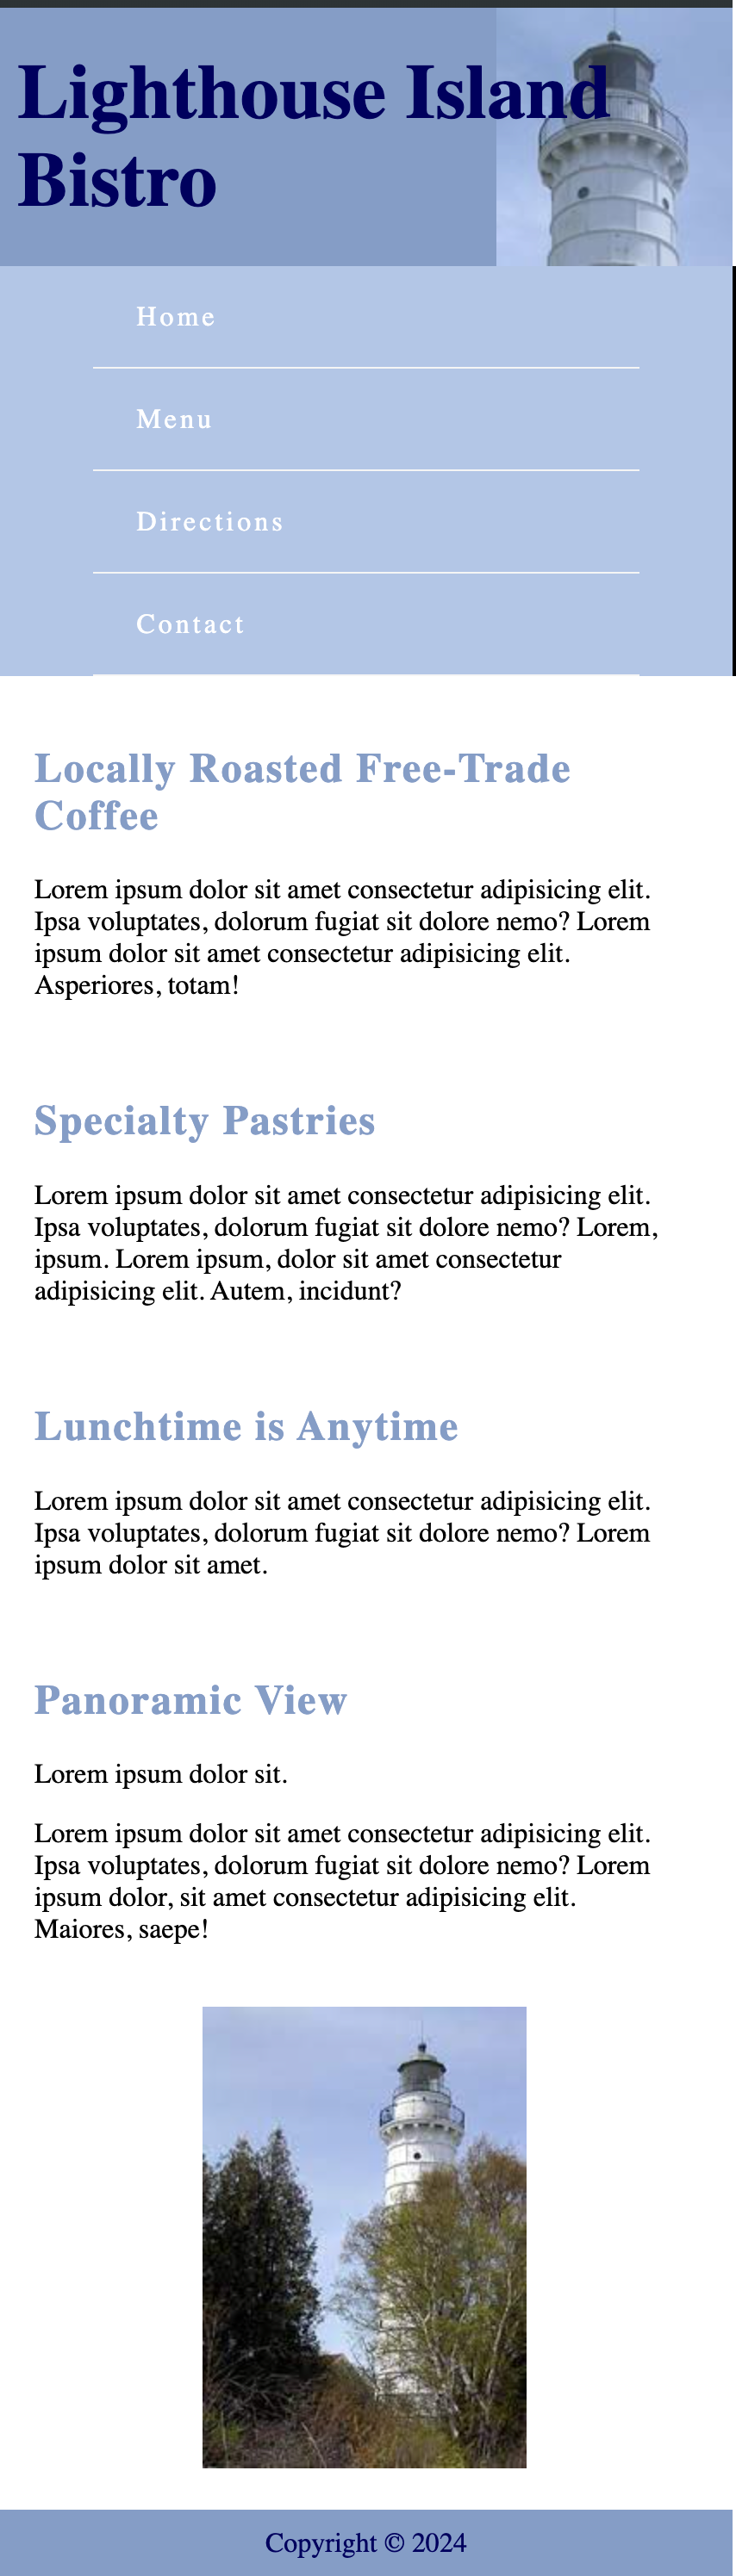 Lighthouse Island
Bistro
Home
Menu
Directions
Contact
Locally Roasted Free-Trade
Coffee
Lorem ipsum dolor sit amet consectetur adipisicing elit.
Ipsa voluptates, dolorum fugiat sit dolore nemo? Lorem
ipsum dolor sit amet consectetur adipisicing elit.
Asperiores, totam!
Specialty Pastries
Lorem ipsum dolor sit amet consectetur adipisicing elit.
Ipsa voluptates, dolorum fugiat sit dolore nemo? Lorem,
ipsum. Lorem ipsum, dolor sit amet consectetur
adipisicing elit. Autem, incidunt?
Lunchtime is Anytime
Lorem ipsum dolor sit amet consectetur adipisicing elit.
Ipsa voluptates, dolorum fugiat sit dolore nemo? Lorem
ipsum dolor sit amet.
Panoramic View
Lorem ipsum dolor sit.
Lorem ipsum dolor sit amet consectetur adipisicing elit.
Ipsa voluptates, dolorum fugiat sit dolore nemo? Lorem
ipsum dolor, sit amet consectetur adipisicing elit.
Maiores, saepe!
Copyright © 2024